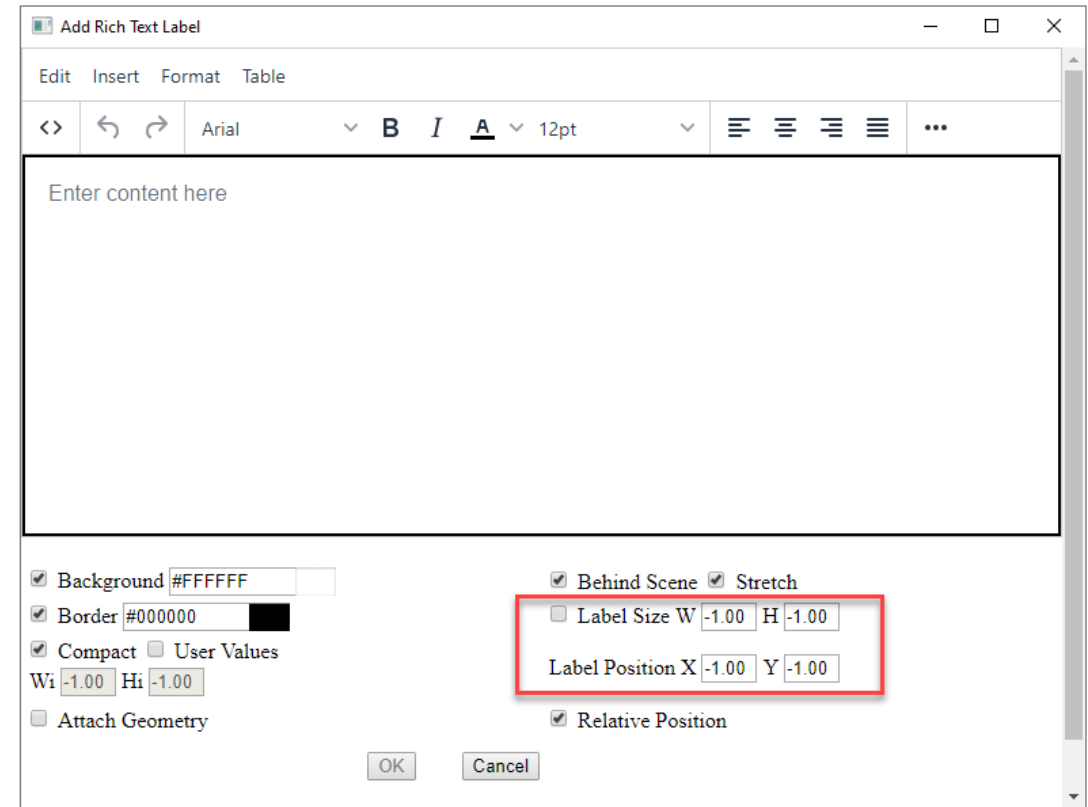 Add Rich Text Label
Edit Insert Format Table
Arial B I A 12pt
Enter content here
Background #FFFFFF
Border #000000
Compact User Values
Wi -1.00 Hi -1.00
Attach Geometry
Behind Scene Stretch
Label Size W -1.00 H -1.00
Label Position X -1.00 Y -1.00
Relative Position
OK Cancel